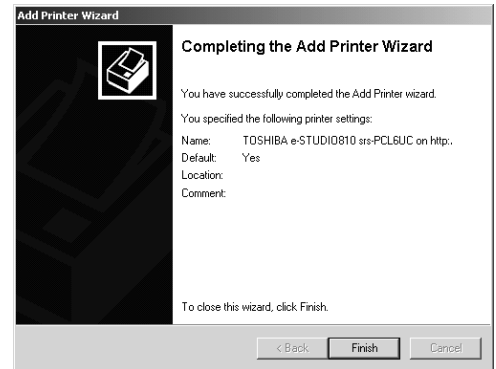 Add Printer Wizard
Completing the Add Printer Wizard
You have successfully completed the Add Printer wizard.
You specified the following printer settings:
Name: TOSHIBA e-STUDIO810 srs-PCL6UC on http:.
Default: Yes
Location:
Comment:
To close this wizard, click Finish.
< Back Finish Cancel